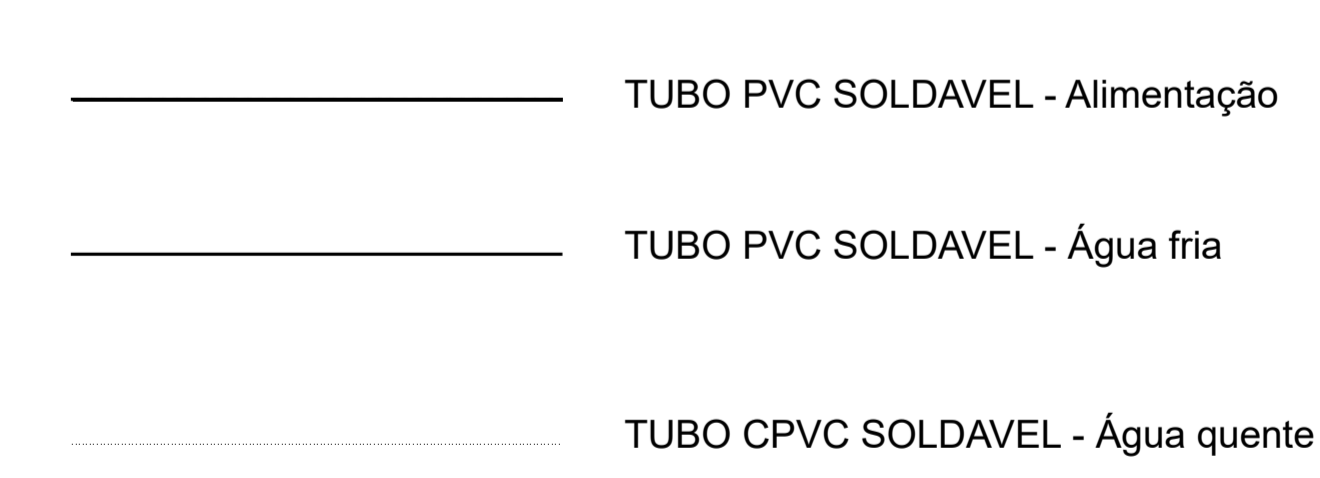 TUBO PVC SOLDAVEL - Alimentação
TUBO PVC SOLDAVEL - Água fria
TUBO CPVC SOLDAVEL - Água quente